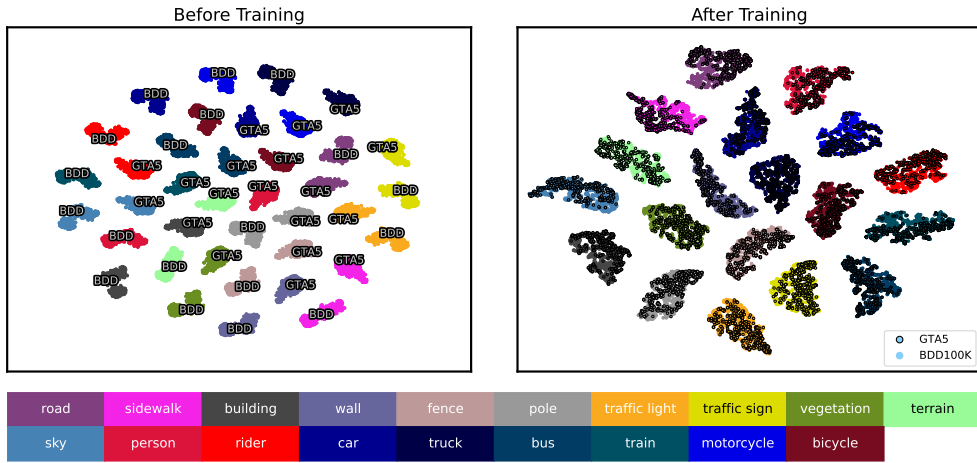 Before Training
After Training
BDD
BDD
BDD
GTA5
BDD
BDD
GTA5
GTA5
BDD
BDD
BDD
GTA5
GTA5
GTA5
GTA5
BDD
GTA5
GTA5
GTA5
GTA5
BDD
GTA5
GTA5
BDD
GTA5
BDD
GTA5
GTA5
BDD
BDD
GTA5
GTA5
BDD
GTA5
BDD
BDD
GTA5
BDD
BDD
BDD
GTA5
BDD100K
road sidewalk building wall fence pole traffic light traffic sign vegetation terrain
sky person rider car truck bus train motorcycle bicycle